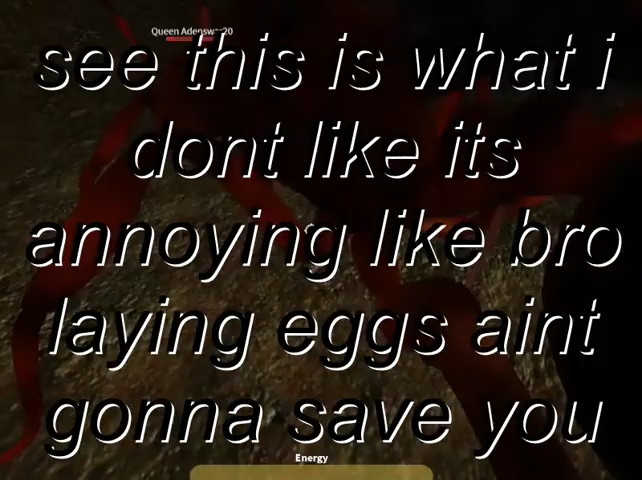 see this is what i
dont like its
annoying like bro
laying eggs aint
gonna save you
Energy